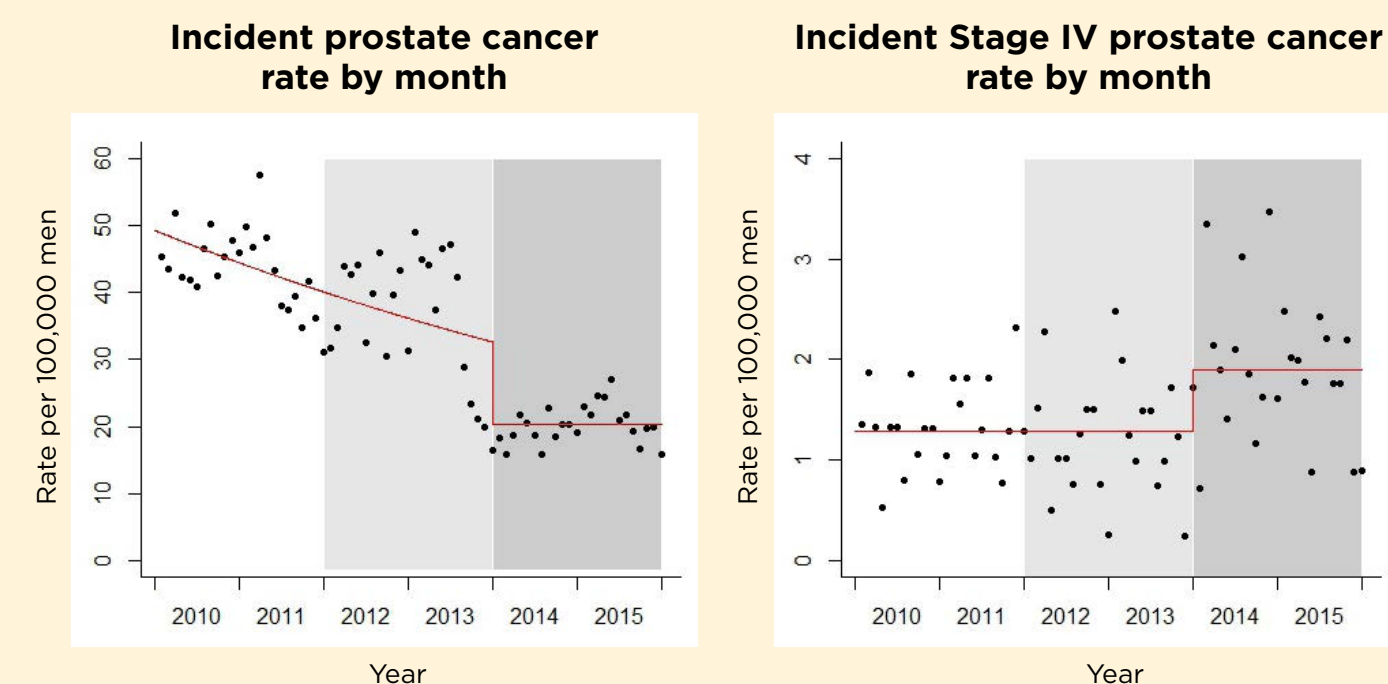 Incident prostate cancer
rate by month
Rate per 100,000 men
60
50
40
30
20
10
0
2010 2011 2012 2013 2014 2015
Year
Incident Stage IV prostate cancer
rate by month
Rate per 100,000 men
4
3
2
1
0
2010 2011 2012 2013 2014 2015
Year